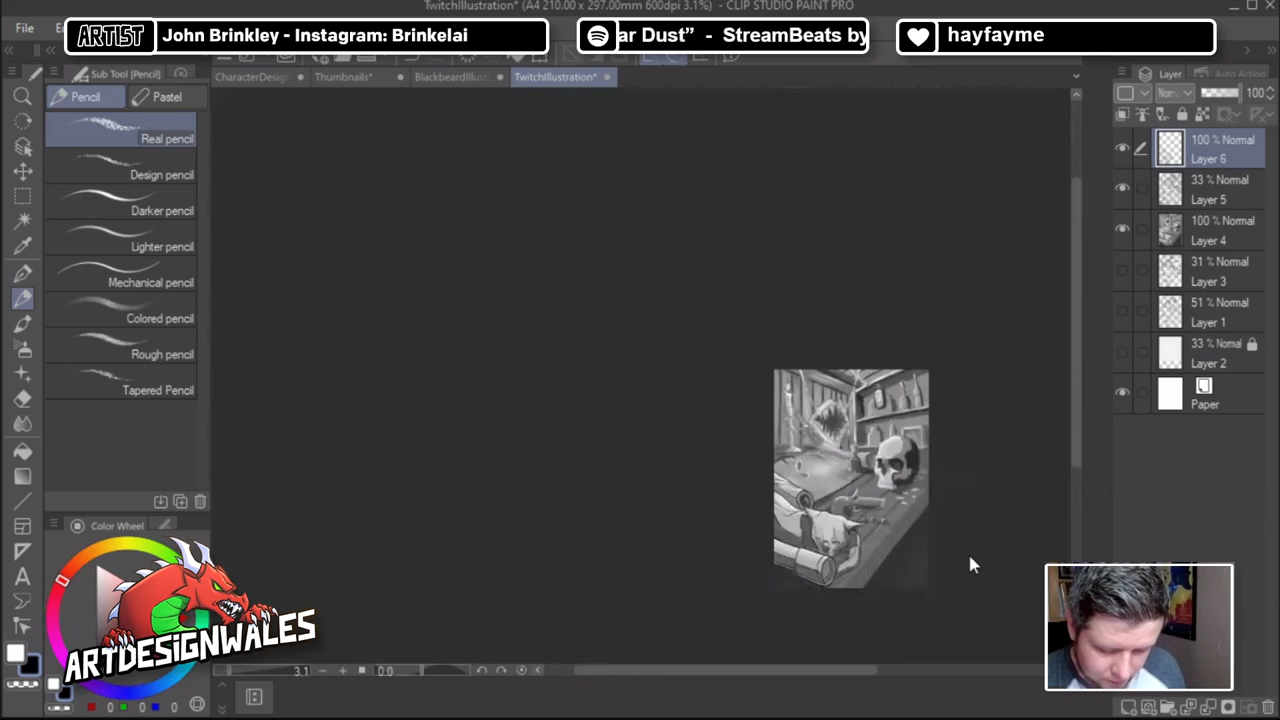 TwitchIllustration* (A4 210.00 x 297.00mm 600dpi 3.1%) - CLIP STUDIO PAINT PRO
File
ARTIST John Brinkley - Instagram: Brinkelai
ar Dust" - StreamBeats by
hayfayme
Sub Tool [Pencil]
CharacterDesign
Thumbnails*
BlackbeardIllust
TwitchIllustration*
Layer
Auto Action
Pencil
Pastel
100
Real pencil
Design pencil
Darker pencil
Lighter pencil
Mechanical pencil
Colored pencil
Rough pencil
Tapered Pencil
100 % Normal
Layer 6
33 % Normal
Layer 5
100 % Normal
Layer 4
31 % Normal
Layer 3
51 % Normal
Layer 1
33 % Normal
Layer 2
Paper
Color Wheel
ARTDESIGNWALES
3.1
0.0
0 0 0